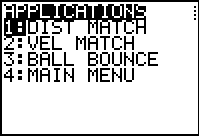 APPLICATIONS
1:DIST MATCH
2:VEL MATCH
3:BALL BOUNCE
4:MAIN MENU